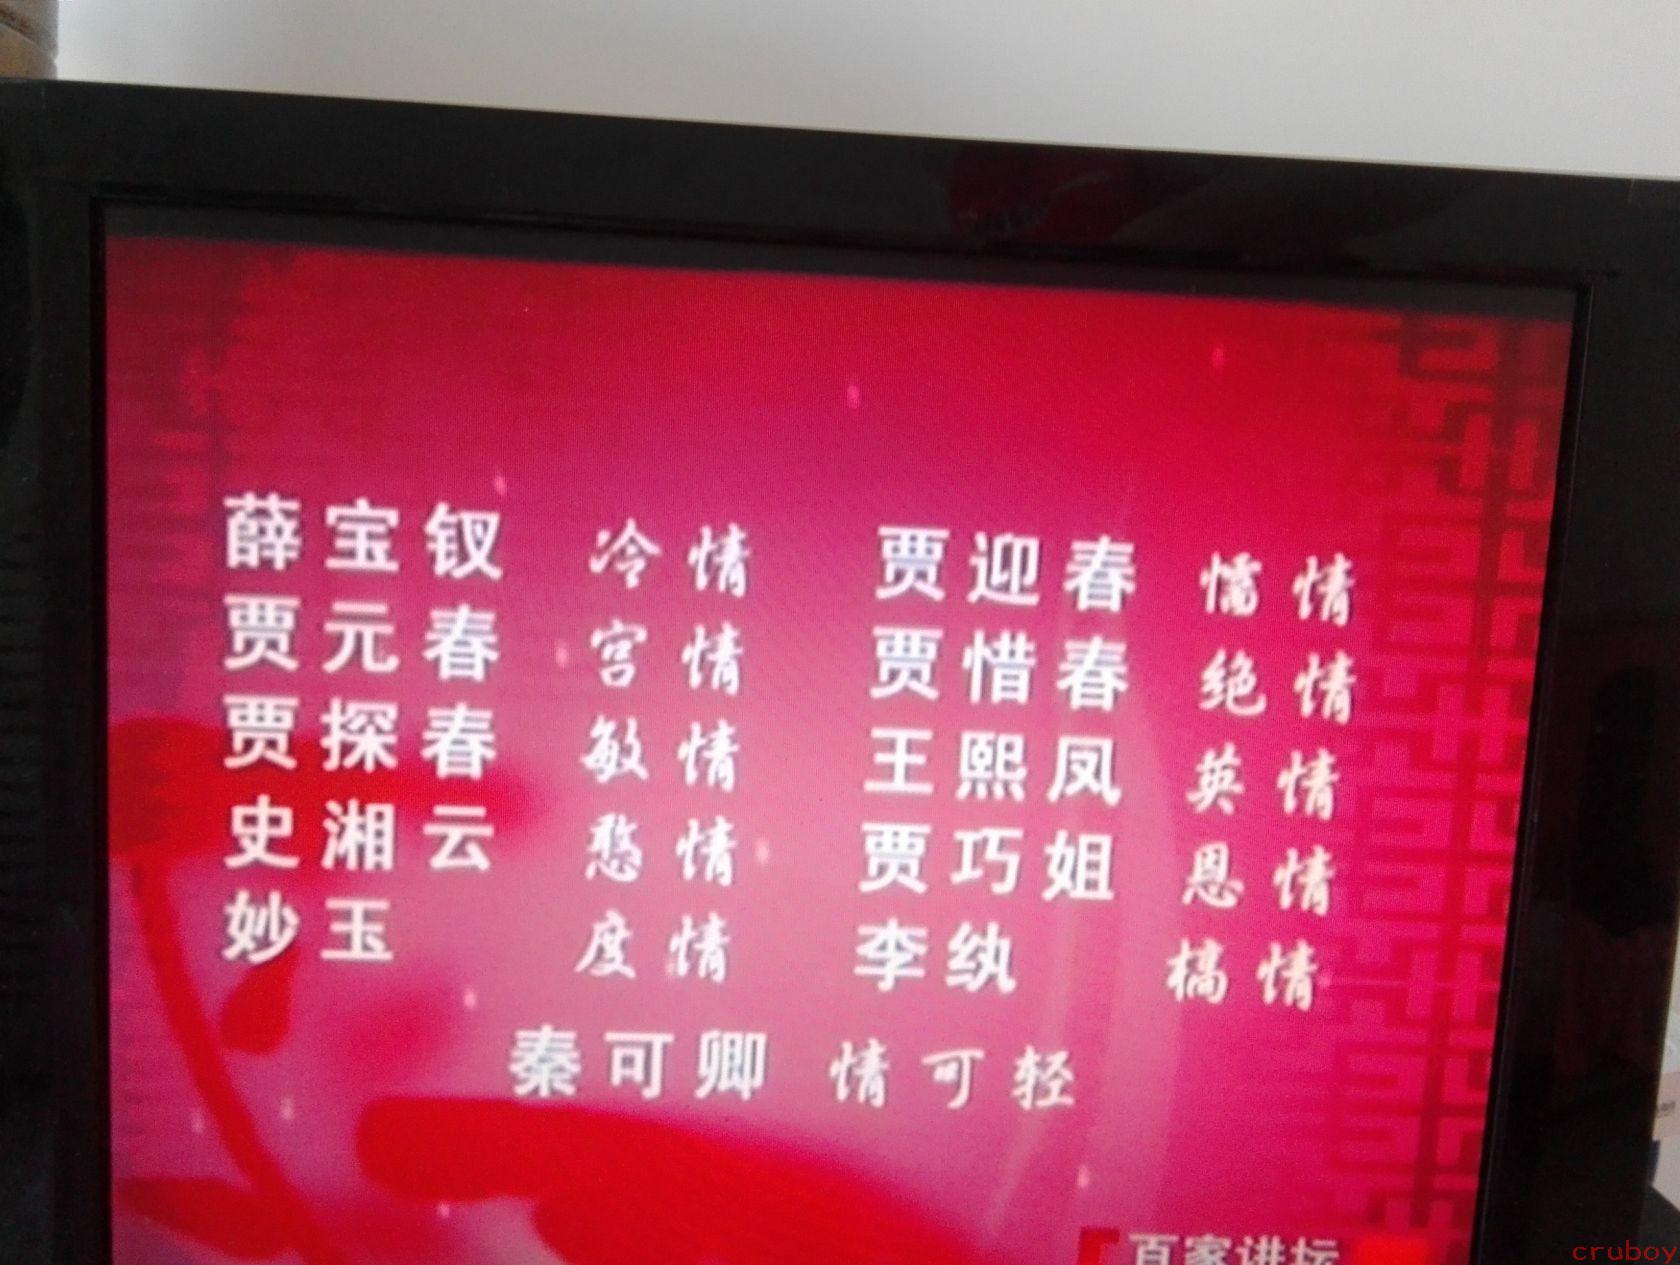 薛宝钗 冷情 贾迎春 懦情
贾元春 宫情 贾惜春 绝情
贾探春 敏情 王熙凤 英情
史湘云 憨情 贾巧姐 恩情
妙玉 度情 李纨 槁情
秦可卿 情可轻
百家讲坛
cruboy